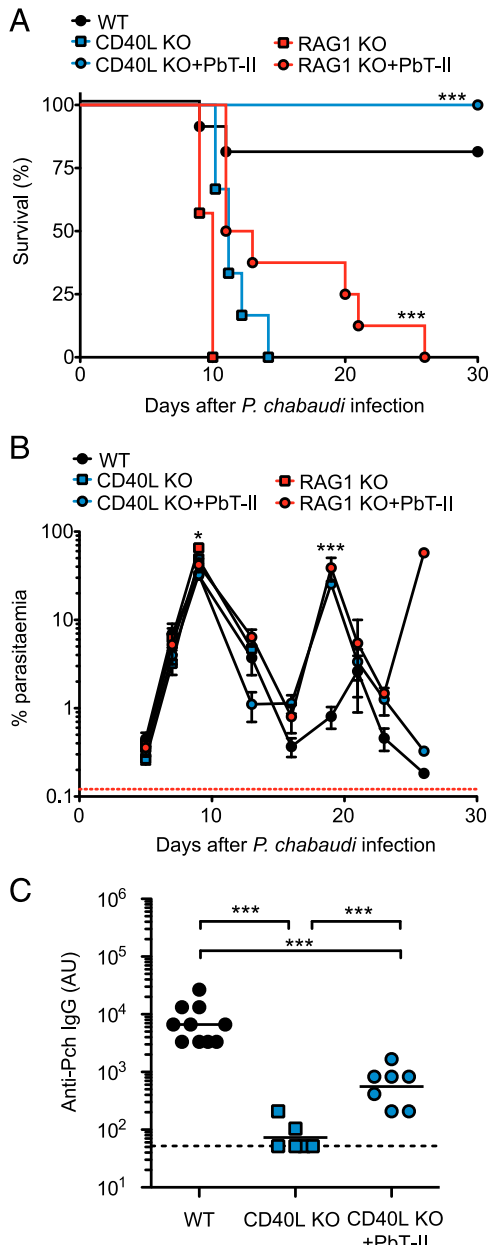 A
WT
CD40L KO
RAG1 KO
CD40L KO+PbT-II
RAG1 KO+PbT-II
***
***
100
75
50
25
0
Survival (%)
0
10
20
30
Days after P. chabaudi infection
B
WT
CD40L KO
RAG1 KO
CD40L KO+PbT-II
RAG1 KO+PbT-II
*
***
100
10
1
0.1
% parasitaemia
0
10
20
30
Days after P. chabaudi infection
C
***
***
***
10⁶
10⁵
10⁴
10³
10²
10¹
Anti-Pch IgG (AU)
WT
CD40L KO
CD40L KO
+PbT-II